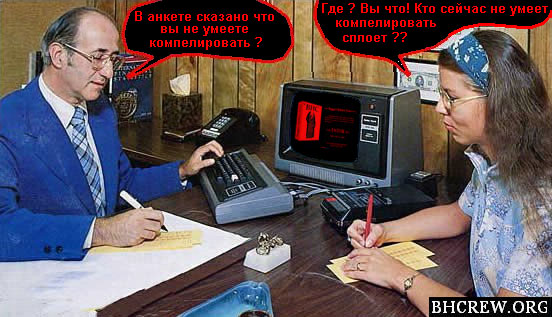 В анкете сказано что
вы не умеете
компелировать ?
Где ? Вы что! Кто сейчас не умеет
компелировать
сплоет ??
BHCREW.ORG